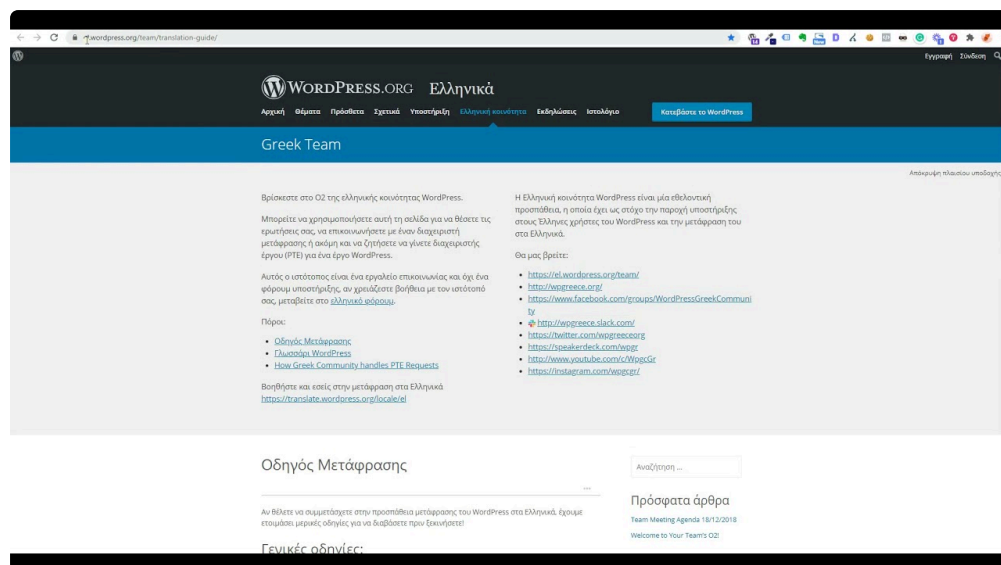 wordpress.org/team/translation-guide/
Εγγραφή Σύνδεση
WORDPRESS.ORG Ελληνικά
Αρχική Θέματα Πρόσθετα Σχετικά Υποστήριξη Ελληνική κοινότητα Εκδηλώσεις Ιστολόγιο Κατεβάστε το WordPress
Greek Team
Απόκρυψη πλαισίου υποδοχής
Βρίσκεστε στο O2 της ελληνικής κοινότητας WordPress.
Μπορείτε να χρησιμοποιήσετε αυτή τη σελίδα για να θέσετε τις
ερωτήσεις σας, να επικοινωνήσετε με έναν διαχειριστή
μετάφρασης ή ακόμη και να ζητήσετε να γίνετε διαχειριστής
έργου (PTE) για ένα έργο WordPress.
Αυτός ο ιστότοπος είναι ένα εργαλείο επικοινωνίας και όχι ένα
φόρουμ υποστήριξης, αν χρειάζεστε βοήθεια με τον ιστότοπό
σας, μεταβείτε στο ελληνικό φόρουμ.
Πόροι:
• Οδηγός Μετάφρασης
• Γλωσσάρι WordPress
• How Greek Community handles PTE Requests
Βοηθήστε και εσείς στην μετάφραση στα Ελληνικά
https://translate.wordpress.org/locale/el
Η Ελληνική κοινότητα WordPress είναι μία εθελοντική
προσπάθεια, η οποία έχει ως στόχο την παροχή υποστήριξης
στους Έλληνες χρήστες του WordPress και την μετάφραση του
στα Ελληνικά.
Θα μας βρείτε:
• https://el.wordpress.org/team/
• http://wpgreece.org/
• https://www.facebook.com/groups/WordPressGreekCommuni
ty
• http://wpgreece.slack.com/
• https://twitter.com/wpgreeceorg
• https://speakerdeck.com/wpgr
• http://www.youtube.com/c/WpgcGr
• https://instagram.com/wpgcgr/
Οδηγός Μετάφρασης
Αν θέλετε να συμμετάσχετε στην προσπάθεια μετάφρασης του WordPress στα Ελληνικά, έχουμε
ετοιμάσει μερικές οδηγίες για να διαβάσετε πριν ξεκινήσετε!
Γενικές οδηγίες:
Αναζήτηση ...
Πρόσφατα άρθρα
Team Meeting Agenda 18/12/2018
Welcome to Your Team's O2!